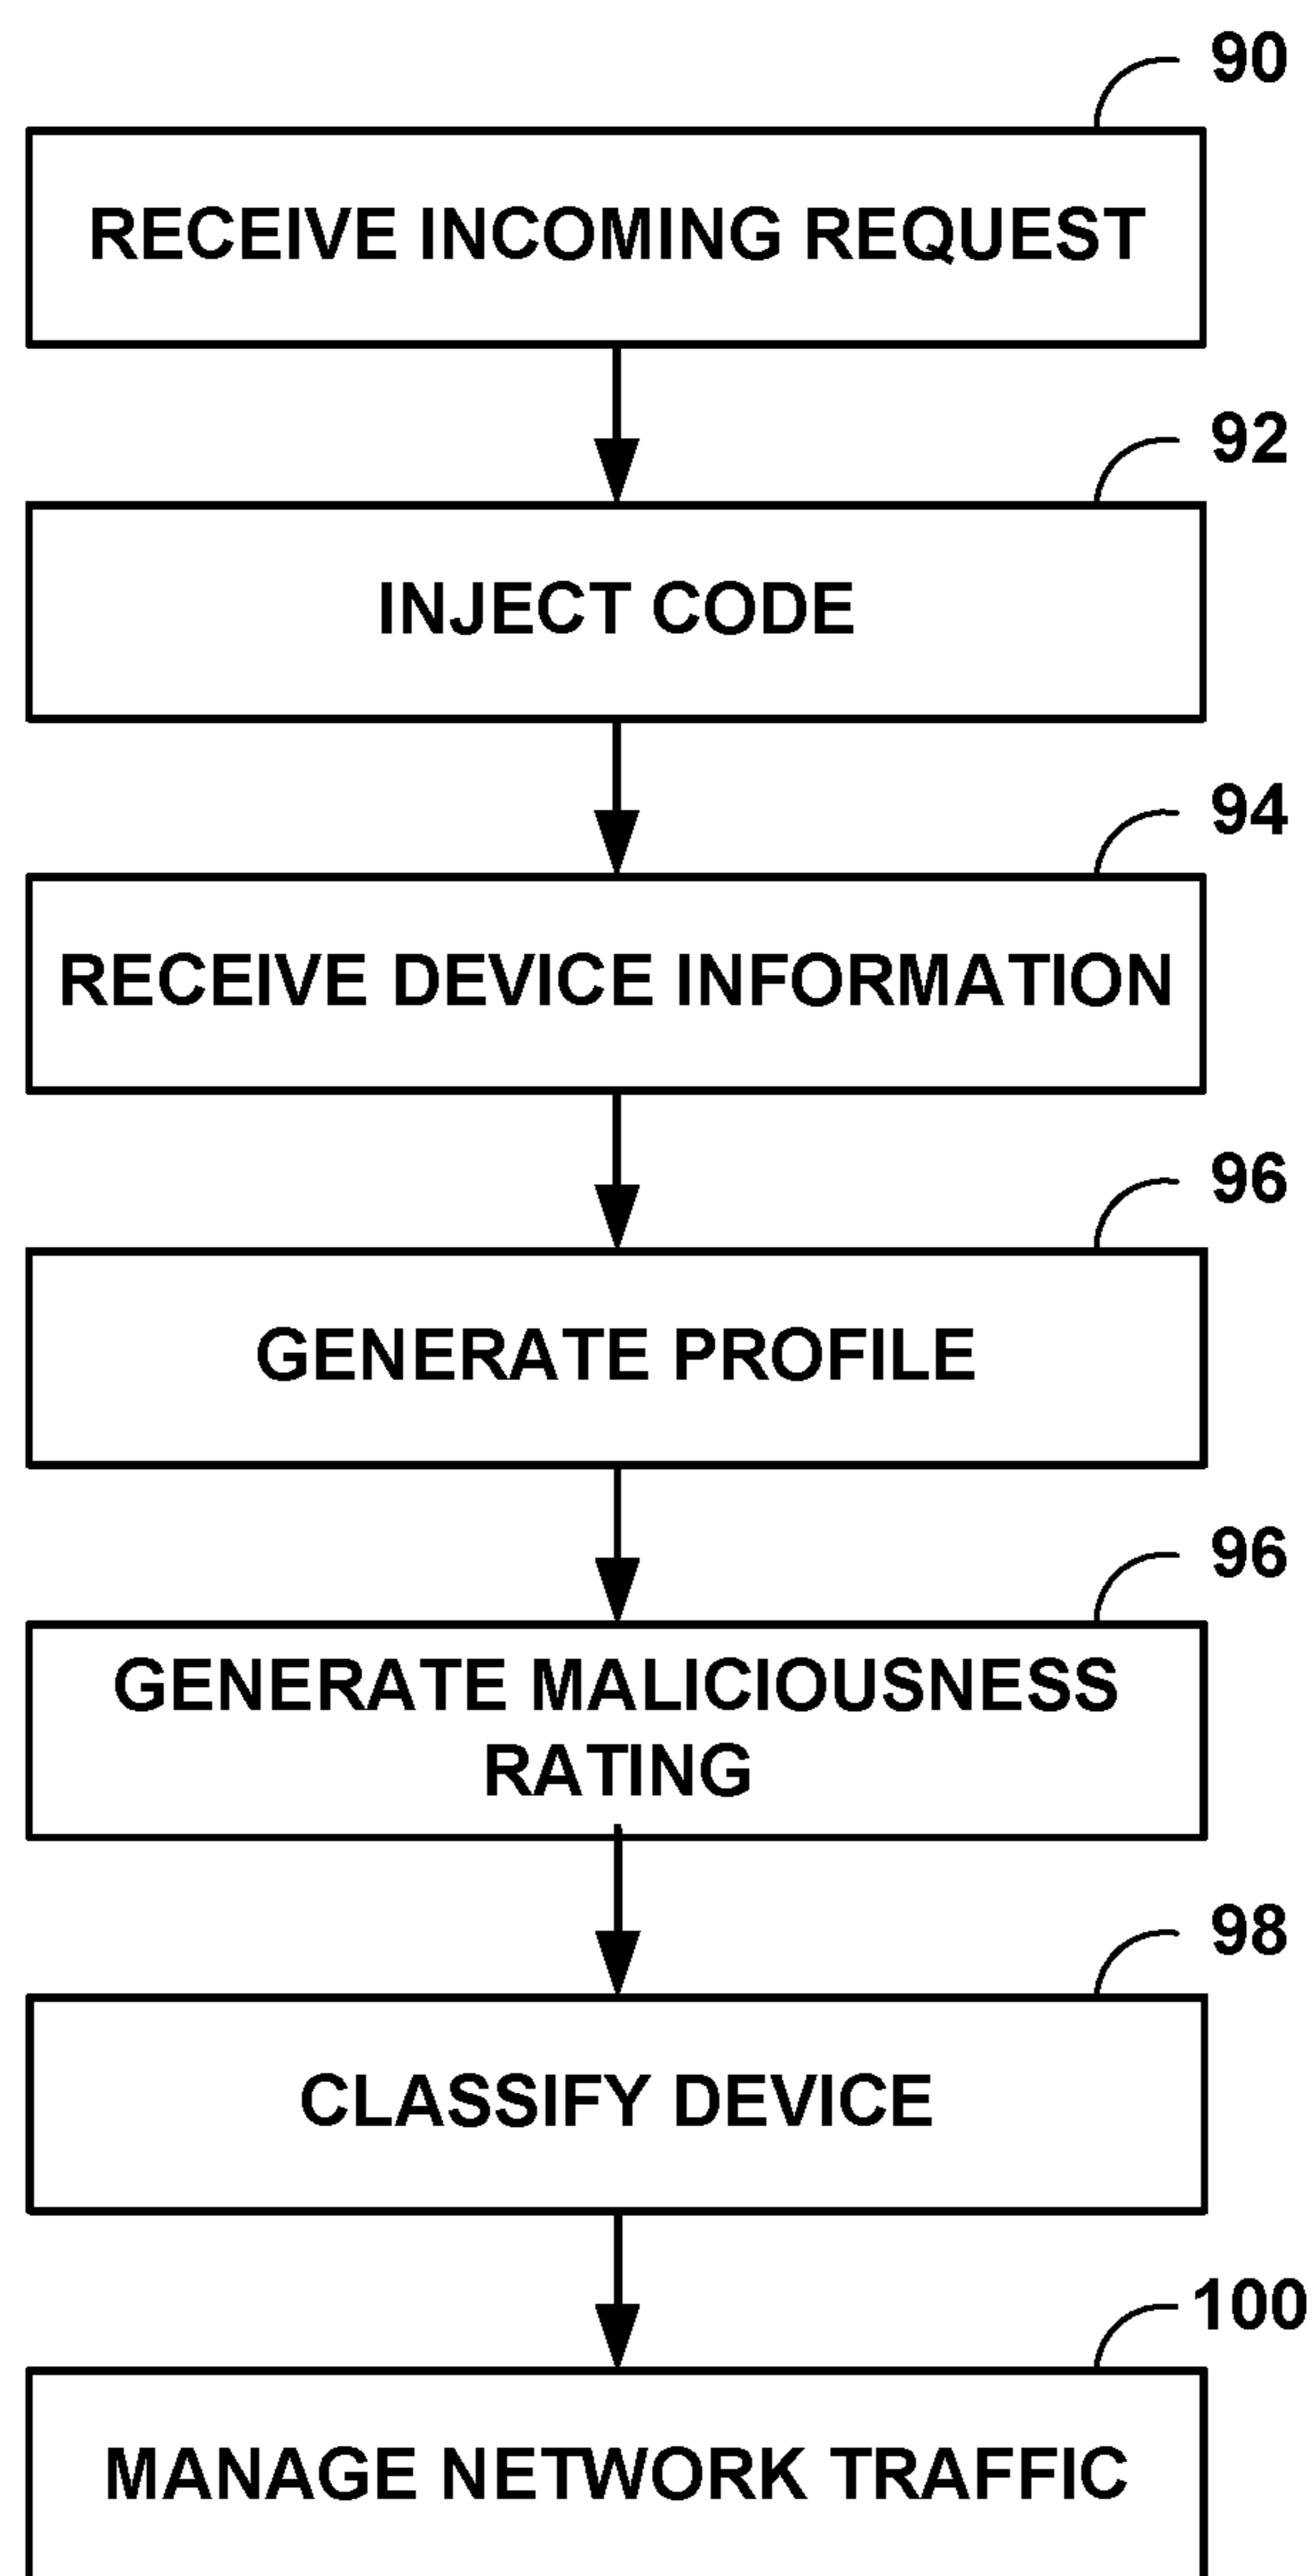 90
RECEIVE INCOMING REQUEST
92
INJECT CODE
94
RECEIVE DEVICE INFORMATION
96
GENERATE PROFILE
96
GENERATE MALICIOUSNESS
RATING
98
CLASSIFY DEVICE
100
MANAGE NETWORK TRAFFIC